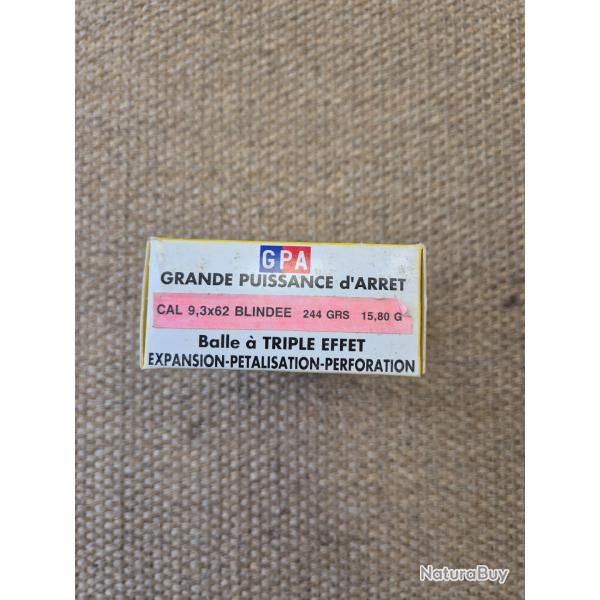 GPA
GRANDE PUISSANCE d'ARRET
CAL 9,3x62 BLINDEE 244 GRS 15,80 G
Balle à TRIPLE EFFET
EXPANSION-PETALISATION-PERFORATION
NaturaBuy